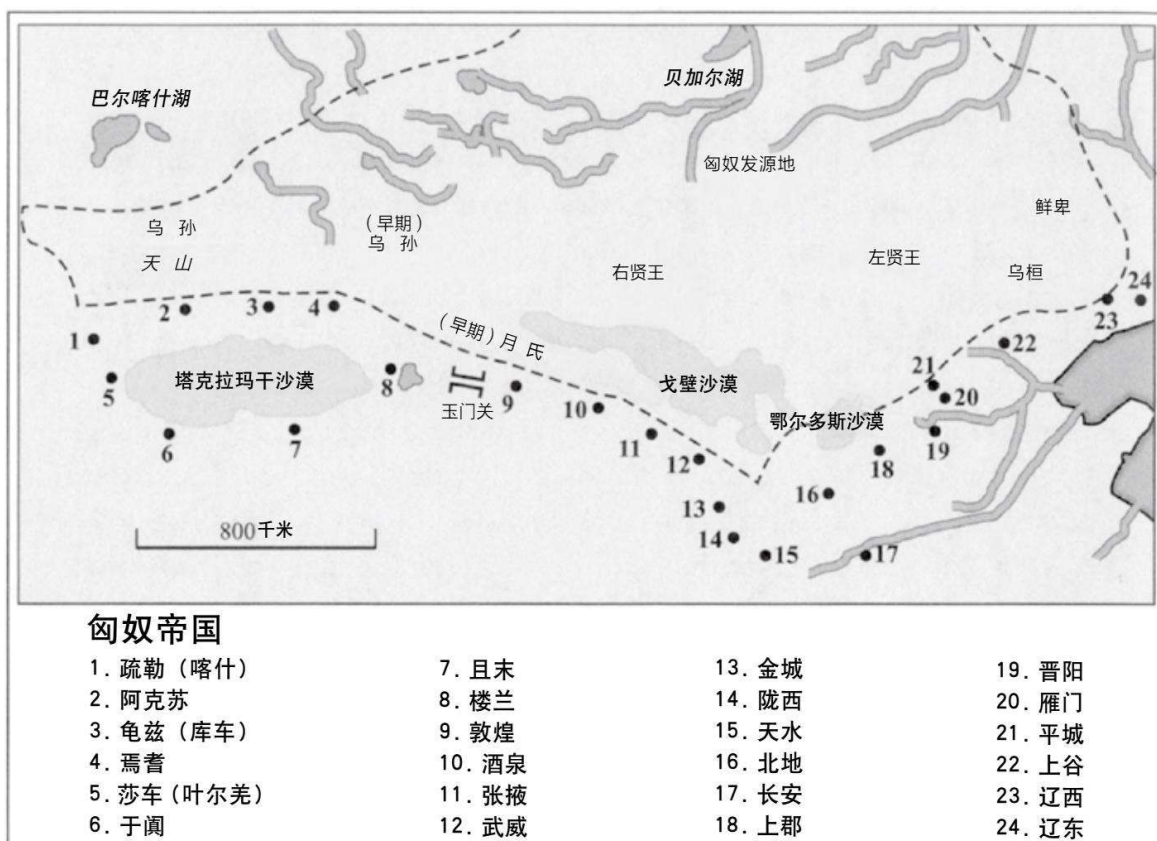 巴尔喀什湖
贝加尔湖
匈奴发源地
鲜卑
乌 孙
(早期)
乌 孙
天 山
右贤王
左贤王
乌桓
24
23
2
3
4
(早期)月 氏
1
22
塔克拉玛干沙漠
戈壁沙漠
21
5
8
玉门关
9
20
10
鄂尔多斯沙漠
6
7
11
19
12
18
16
13
800千米
14
15
17
匈奴帝国
1. 疏勒（喀什）
2. 阿克苏
3. 龟兹（库车）
4. 焉耆
5. 莎车（叶尔羌）
6. 于阗
7. 且末
8. 楼兰
9. 敦煌
10. 酒泉
11. 张掖
12. 武威
13. 金城
14. 陇西
15. 天水
16. 北地
17. 长安
18. 上郡
19. 晋阳
20. 雁门
21. 平城
22. 上谷
23. 辽西
24. 辽东